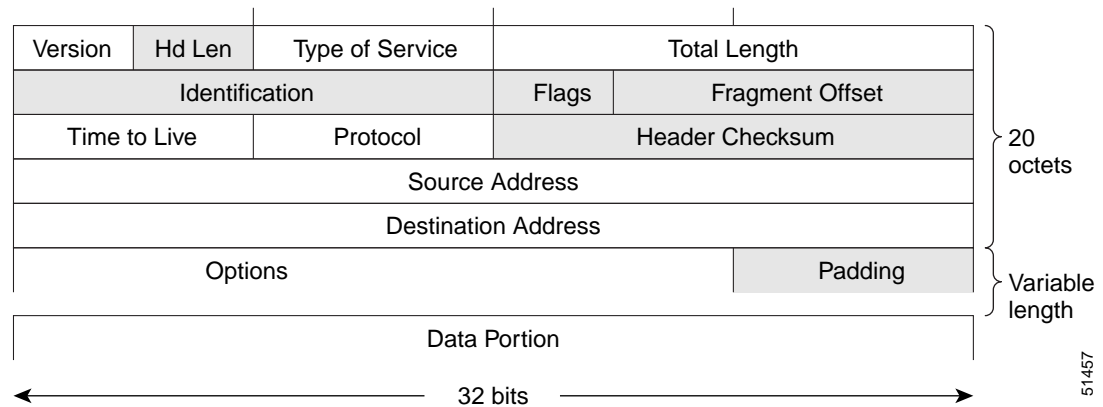 Version Hd Len Type of Service Total Length
Identification Flags Fragment Offset
Time to Live Protocol Header Checksum
20
octets
Source Address
Destination Address
Options Padding
Variable
length
Data Portion
32 bits
51457